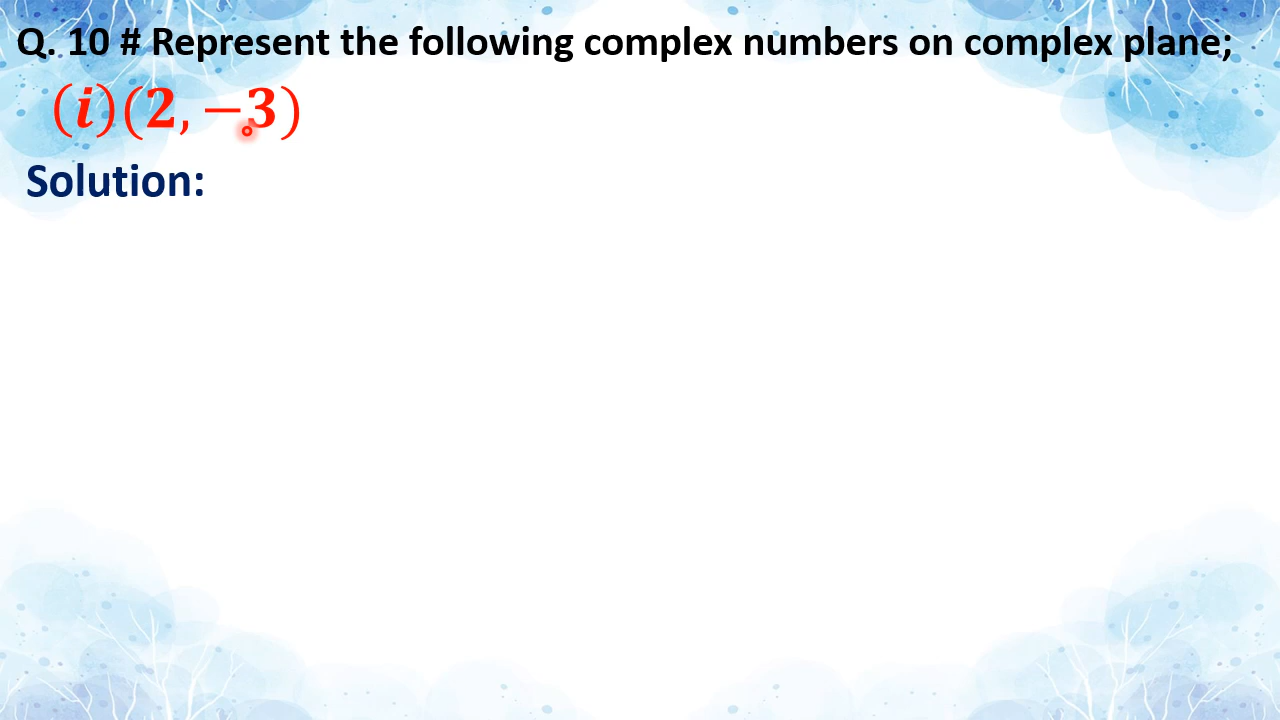 Q. 10 # Represent the following complex numbers on complex plane;
(i)(2, −3)
Solution: